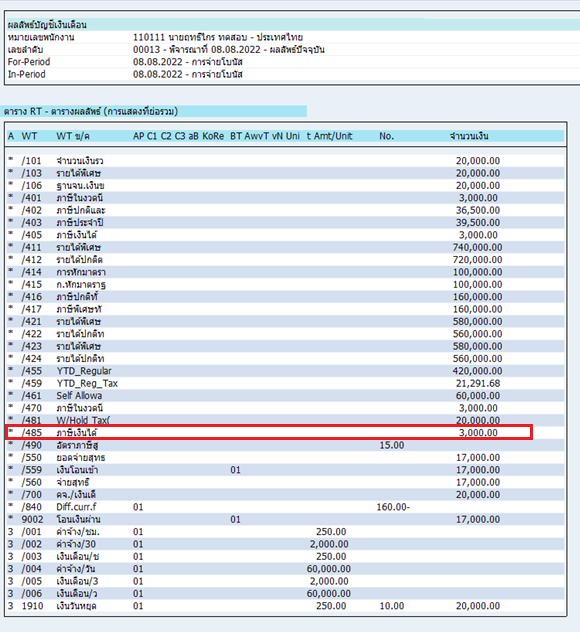 ผลลัพธ์บัญชีเงินเดือน
หมายเลขพนักงาน 110111 นายฤทธิไกร ทดสอบ - ประเทศไทย
เลขลำดับ 00013 - พิจารณาที่ 08.08.2022 - ผลลัพธ์ปัจจุบัน
For-Period 08.08.2022 - การจ่ายโบนัส
In-Period 08.08.2022 - การจ่ายโบนัส
ตาราง RT - ตารางผลลัพธ์ (การแสดงที่ย่อรวม)
A WT WT ข/ค AP C1 C2 C3 aB KoRe BT AwvT vN Uni t Amt/Unit No. จำนวนเงิน
* /101 จำนวนเงินรว 20,000.00
* /103 รายได้พิเศษ 20,000.00
* /106 ฐานจน.เงินข 20,000.00
* /401 ภาษีในงวดนี้ 3,000.00
* /402 ภาษีปกติและ 36,500.00
* /403 ภาษีประจำปี 39,500.00
* /405 ภาษีเงินได้ 3,000.00
* /411 รายได้พิเศษ 740,000.00
* /412 รายได้ปกติต 720,000.00
* /414 การหักมาตรา 100,000.00
* /415 ก.หักมาตราฐ 100,000.00
* /416 ภาษีปกติทั้ 160,000.00
* /417 ภาษีพิเศษทั 160,000.00
* /421 รายได้พิเศษ 580,000.00
* /422 รายได้ปกติท 560,000.00
* /423 รายได้พิเศษ 580,000.00
* /424 รายได้ปกติท 560,000.00
* /455 YTD_Regular 420,000.00
* /459 YTD_Reg_Tax 21,291.68
* /461 Self Allowa 60,000.00
* /470 ภาษีในงวดนี้ 3,000.00
* /481 W/Hold Tax( 20,000.00
* /485 ภาษีเงินได้ 3,000.00
* /490 อัตราภาษีสู 15.00
* /550 ยอดจ่ายสุทธ 17,000.00
* /559 เงินโอนเข้า 01 17,000.00
* /560 จ่ายสุทธิ 17,000.00
* /700 คจ./เงินเดื 20,000.00
* /840 Diff.curr.f 01 160.00-
* 9002 โอนเงินผ่าน 01 17,000.00
3 /001 ค่าจ้าง/ชม. 01 250.00
3 /002 ค่าจ้าง/30 01 2,000.00
3 /003 เงินเดือน/ช 01 250.00
3 /004 ค่าจ้าง/วัน 01 60,000.00
3 /005 เงินเดือน/3 01 2,000.00
3 /006 เงินเดือน/ว 01 60,000.00
3 1910 เงินวันหยุด 01 250.00 10.00 20,000.00